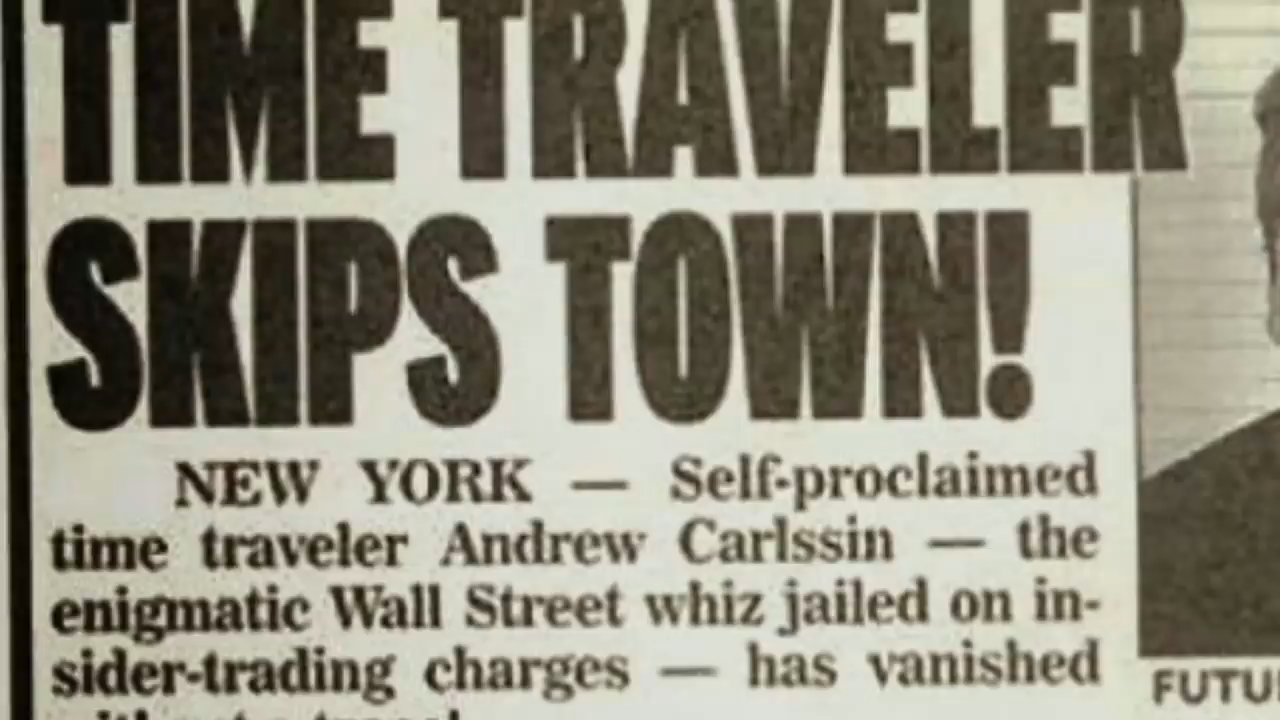 TIME TRAVELER
SKIPS TOWN!
NEW YORK — Self-proclaimed
time traveler Andrew Carlssin — the
enigmatic Wall Street whiz jailed on in-
sider-trading charges — has vanished